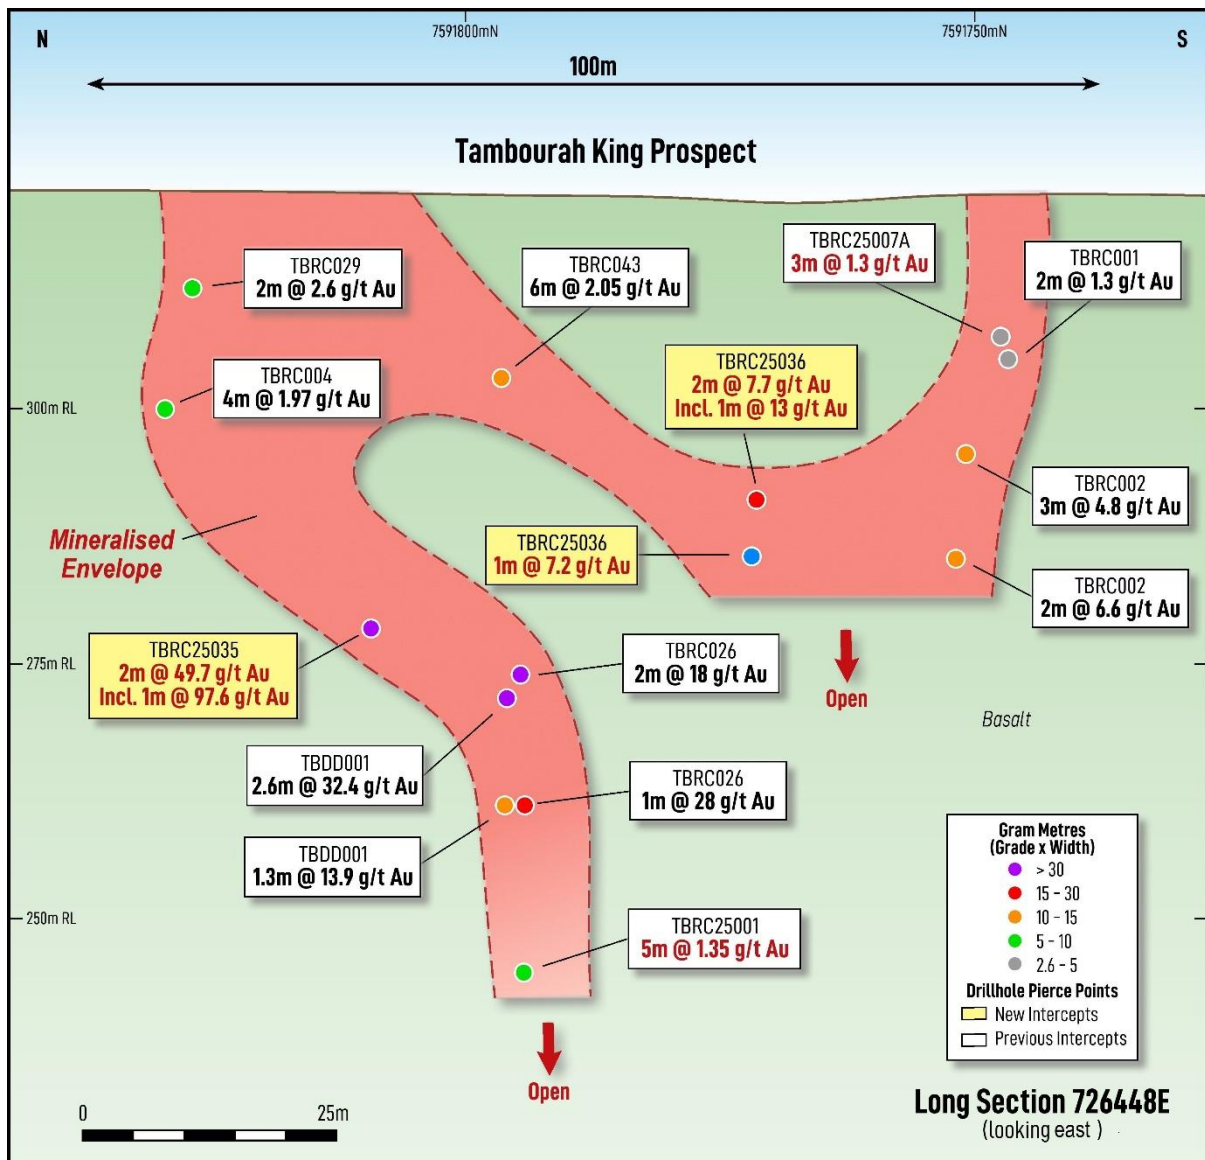 N
7591800mN
7591750mN
S
100m
Tambourah King Prospect
TBRC029
2m @ 2.6 g/t Au
TBRC043
6m @ 2.05 g/t Au
TBRC25007A
3m @ 1.3 g/t Au
TBRC001
2m @ 1.3 g/t Au
TBRC004
4m @ 1.97 g/t Au
TBRC25036
2m @ 7.7 g/t Au
Incl. 1m @ 13 g/t Au
300m RL
TBRC002
3m @ 4.8 g/t Au
Mineralised
Envelope
TBRC25036
1m @ 7.2 g/t Au
TBRC002
2m @ 6.6 g/t Au
TBRC25035
2m @ 49.7 g/t Au
Incl. 1m @ 97.6 g/t Au
275m RL
TBRC026
2m @ 18 g/t Au
Open
Basalt
TBDD001
2.6m @ 32.4 g/t Au
TBRC026
1m @ 28 g/t Au
TBDD001
1.3m @ 13.9 g/t Au
250m RL
TBRC25001
5m @ 1.35 g/t Au
Open
Gram Metres
(Grade x Width)
> 30
15 – 30
10 – 15
5 – 10
2.6 – 5
Drillhole Pierce Points
New Intercepts
Previous Intercepts
0
25m
Long Section 726448E
(looking east )